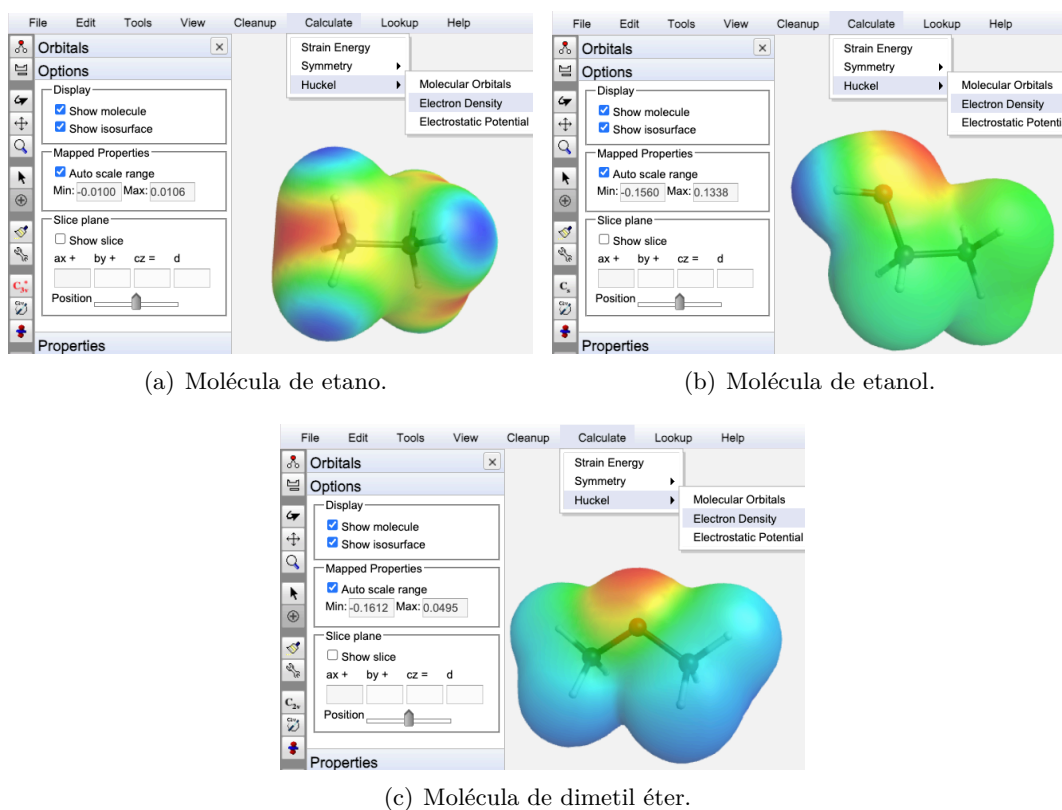 File Edit Tools View Cleanup Calculate Lookup Help
Orbitals
Options
Display
Show molecule
Show isosurface
Mapped Properties
Auto scale range
Min: -0.0100 Max: 0.0106
Slice plane
Show slice
ax + by + cz = d
Position
Properties
Strain Energy
Symmetry
Huckel
Molecular Orbitals
Electron Density
Electrostatic Potential
(a) Molécula de etano.
File Edit Tools View Cleanup Calculate Lookup Help
Orbitals
Options
Display
Show molecule
Show isosurface
Mapped Properties
Auto scale range
Min: -0.1560 Max: 0.1338
Slice plane
Show slice
ax + by + cz = d
Position
Cs
Properties
Strain Energy
Symmetry
Huckel
Molecular Orbitals
Electron Density
Electrostatic Potenti
(b) Molécula de etanol.
File Edit Tools View Cleanup Calculate Lookup Help
Orbitals
Options
Display
Show molecule
Show isosurface
Mapped Properties
Auto scale range
Min: -0.1612 Max: 0.0495
Slice plane
Show slice
ax + by + cz = d
Position
C2v
Properties
Strain Energy
Symmetry
Huckel
Molecular Orbitals
Electron Density
Electrostatic Potential
(c) Molécula de dimetil éter.